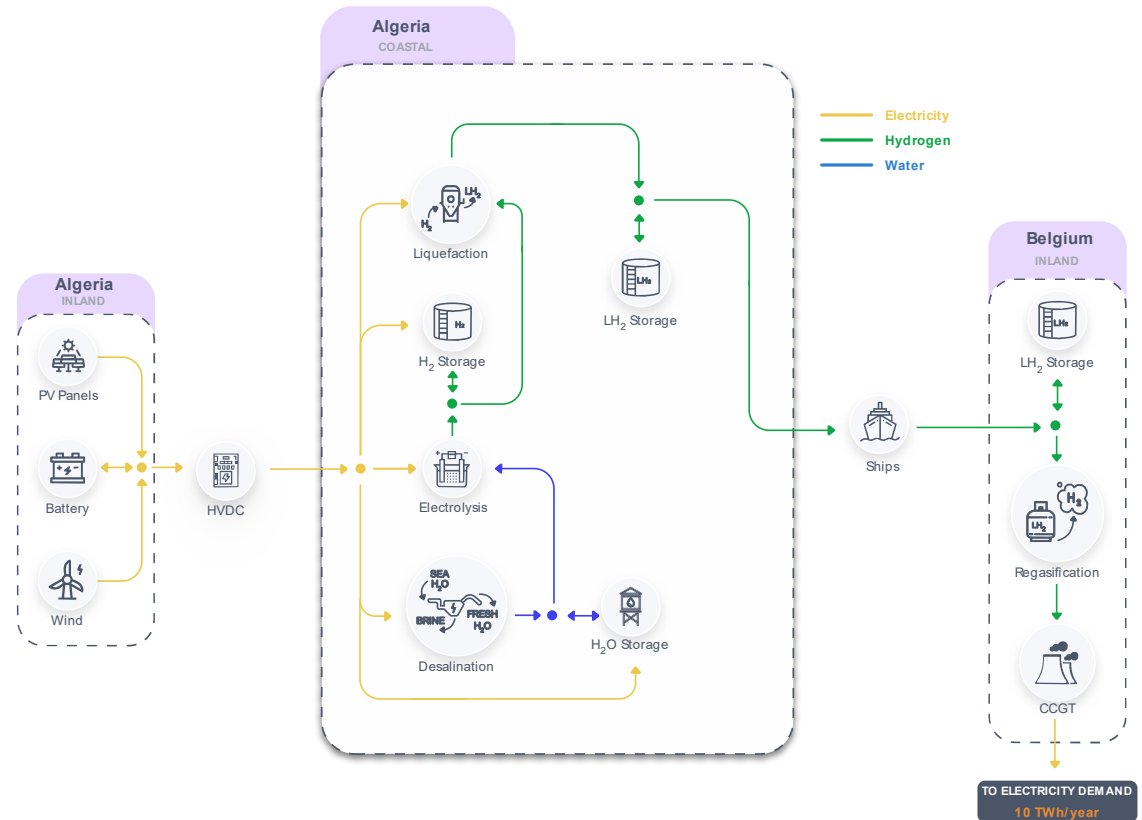 Algeria
COASTAL
Electricity
Hydrogen
Water
LH2
H2
Liquefaction
LH2
LH2 Storage
H2
H2 Storage
Algeria
INLAND
PV Panels
Battery
Wind
HVDC
Electrolysis
SEA
H2O
BRINE
FRESH
H2O
Desalination
H2O Storage
Ships
Belgium
INLAND
LH2
LH2 Storage
H2
LH2
Regasification
CCGT
TO ELECTRICITY DEMAND
10 TWh/year